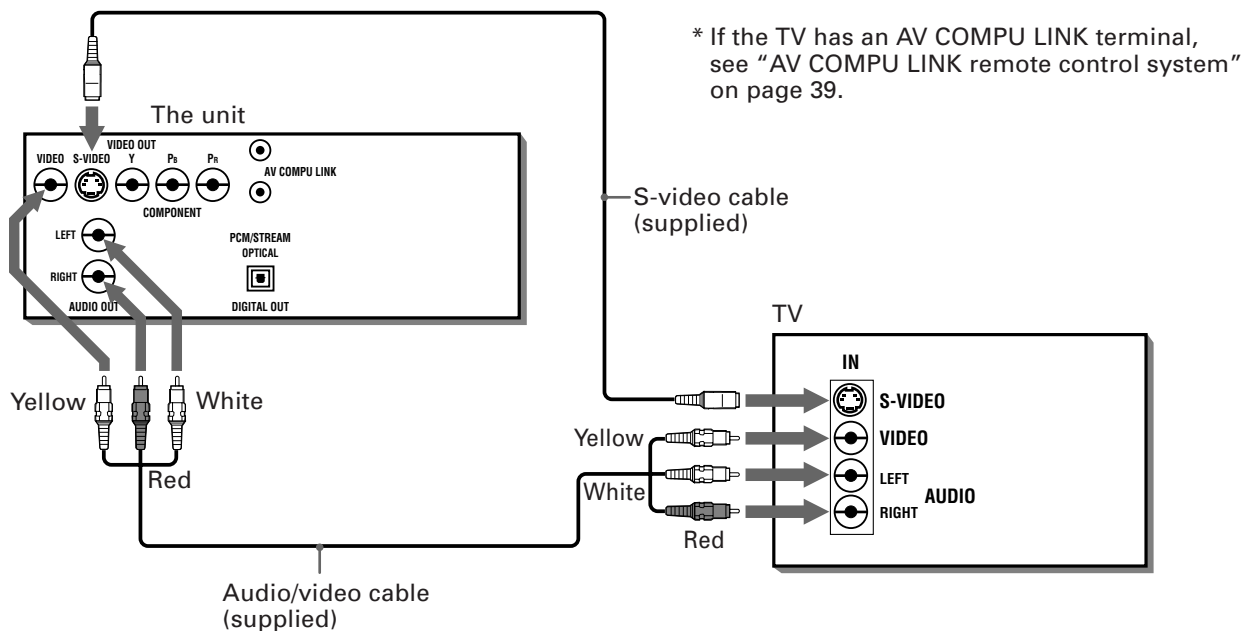 * If the TV has an AV COMPU LINK terminal,
see “AV COMPU LINK remote control system”
on page 39.
The unit
VIDEO OUT
VIDEO S-VIDEO Y PB PR
AV COMPU LINK
COMPONENT
LEFT
PCM/STREAM
OPTICAL
RIGHT
AUDIO OUT
DIGITAL OUT
S-video cable
(supplied)
TV
IN
Yellow
White
Red
S-VIDEO
Yellow
VIDEO
White
LEFT
AUDIO
RIGHT
Red
Audio/video cable
(supplied)